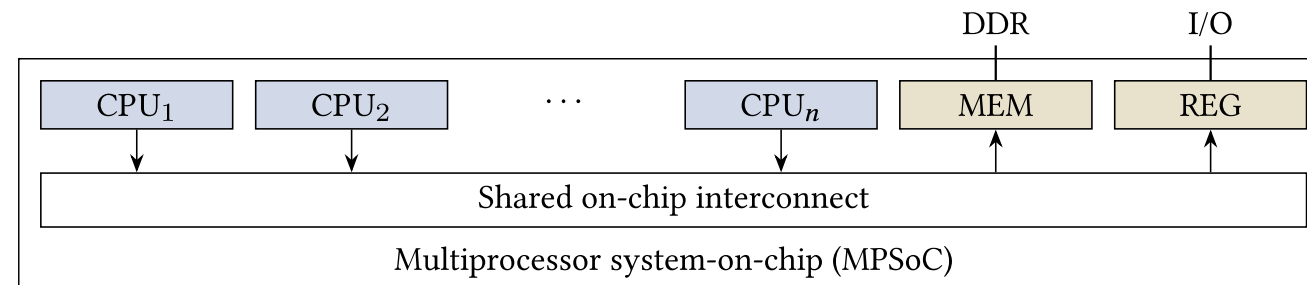 DDR I/O
CPU₁ CPU₂ ··· CPUₙ MEM REG
Shared on-chip interconnect
Multiprocessor system-on-chip (MPSoC)